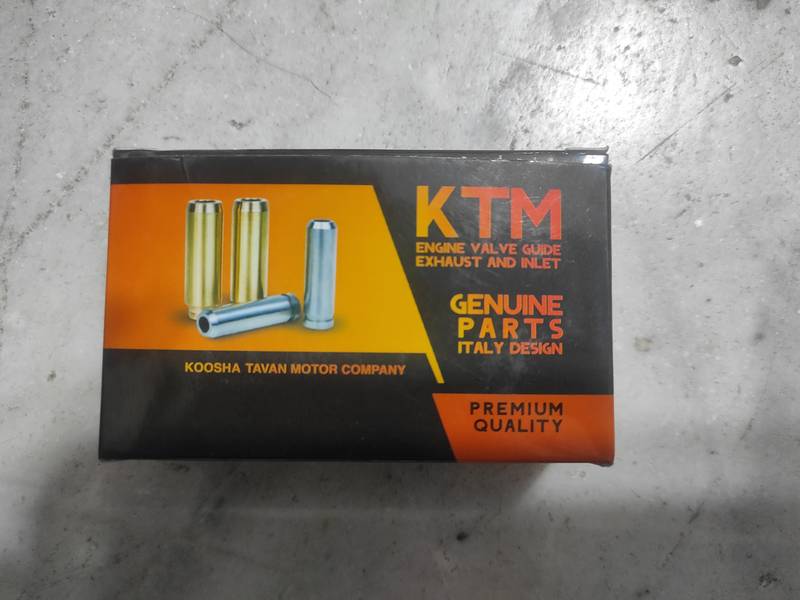 KTM
ENGINE VALVE GUIDE
EXHAUST AND INLET
GENUINE
PARTS
ITALY DESIGN
KOOSHA TAVAN MOTOR COMPANY
PREMIUM
QUALITY